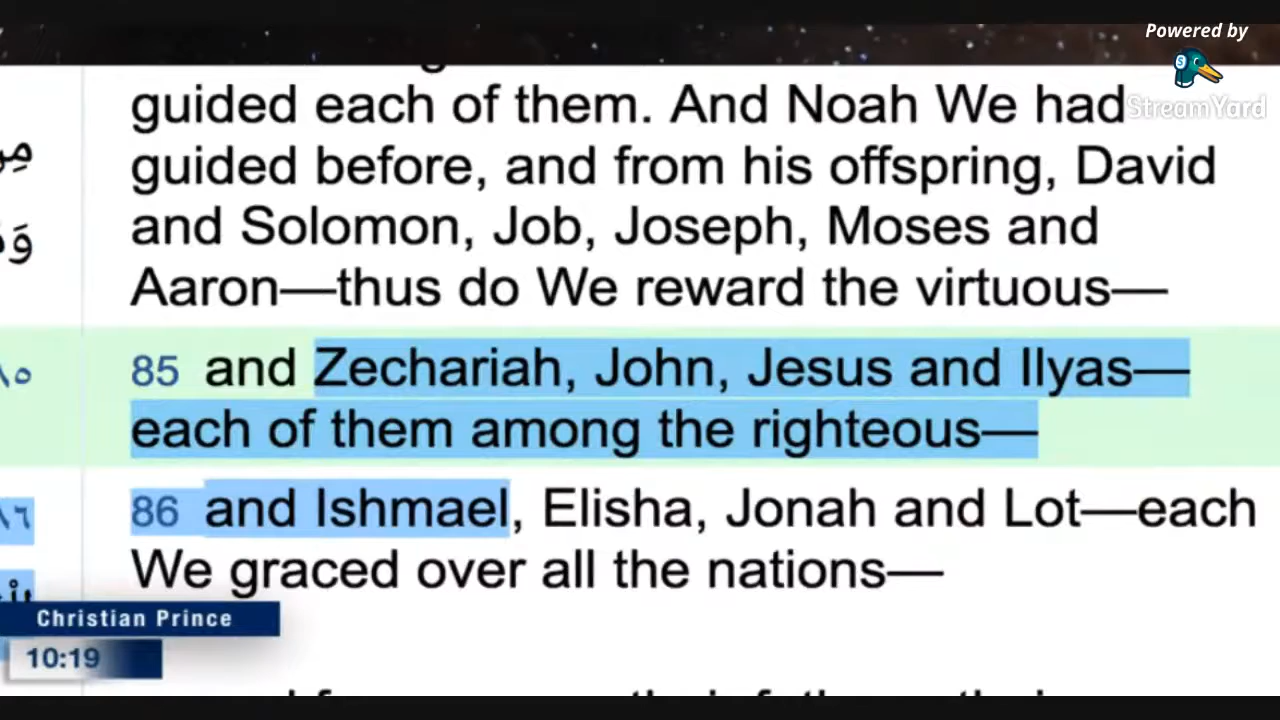 Powered by
StreamYard
guided each of them. And Noah We had
guided before, and from his offspring, David
and Solomon, Job, Joseph, Moses and
Aaron—thus do We reward the virtuous—
85 and Zechariah, John, Jesus and Ilyas—
each of them among the righteous—
86 and Ishmael, Elisha, Jonah and Lot—each
We graced over all the nations—
Christian Prince
10:19